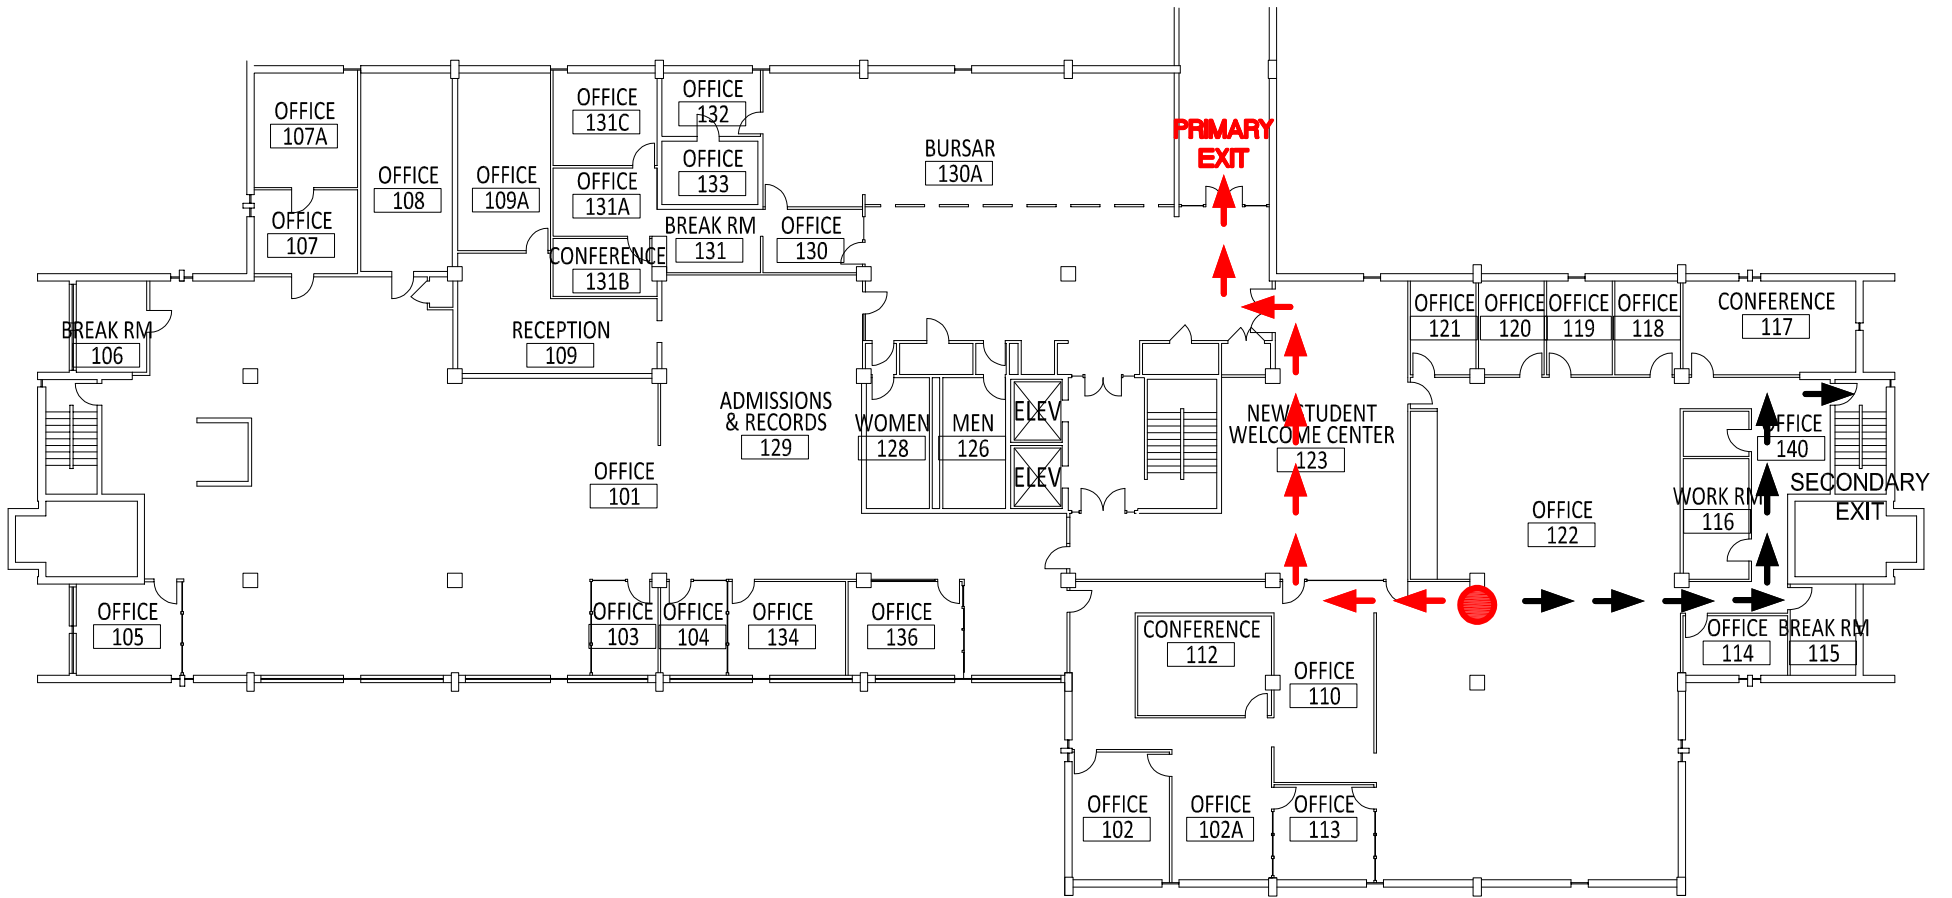 OFFICE
107A
OFFICE
108
OFFICE
107
OFFICE
109A
OFFICE
131C
OFFICE
131A
CONFERENCE
131B
OFFICE
132
OFFICE
133
BREAK RM
131
OFFICE
130
BURSAR
130A
PRIMARY
EXIT
BREAK RM
106
RECEPTION
109
ADMISSIONS
& RECORDS
129
OFFICE
101
WOMEN
128
MEN
126
ELEV
ELEV
NEW STUDENT
WELCOME CENTER
123
OFFICE
121
OFFICE
120
OFFICE
119
OFFICE
118
CONFERENCE
117
OFFICE
140
SECONDARY
EXIT
WORK RM
116
OFFICE
122
OFFICE
105
OFFICE
103
OFFICE
104
OFFICE
134
OFFICE
136
CONFERENCE
112
OFFICE
110
OFFICE
114
BREAK RM
115
OFFICE
102
OFFICE
102A
OFFICE
113